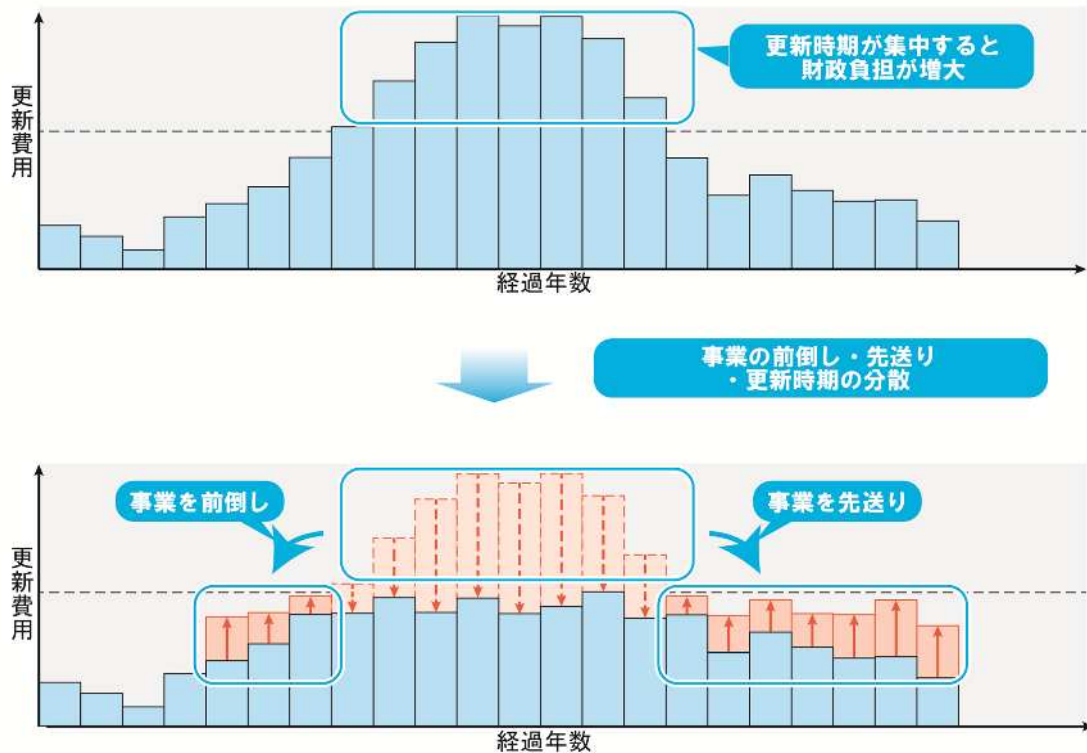 更新時期が集中すると
財政負担が増大
更新費用
経過年数
事業の前倒し・先送り
・更新時期の分散
事業を前倒し
事業を先送り
更新費用
経過年数